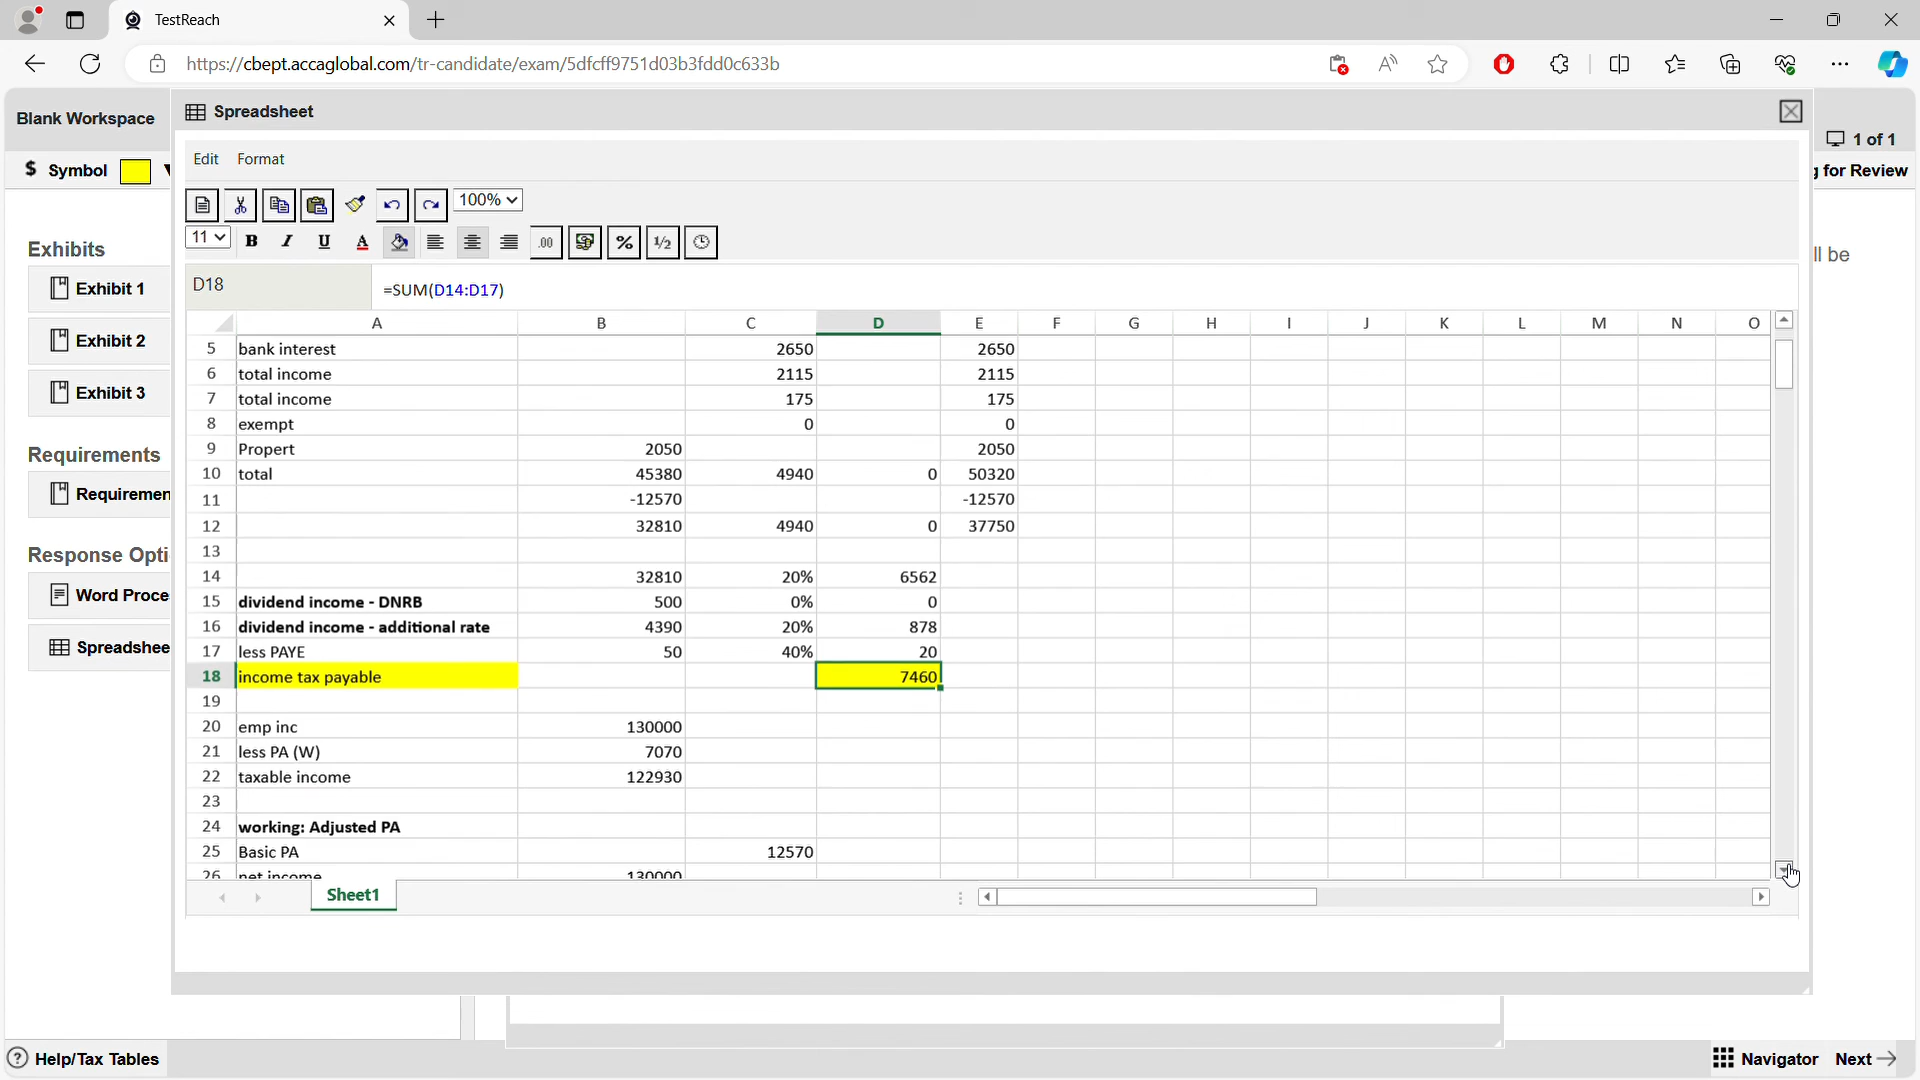 TestReach
https://cbept.accaglobal.com/tr-candidate/exam/5dfcff9751d03b3fdd0c633b
Blank Workspace
Spreadsheet
1 of 1
$ Symbol
g for Review
Edit Format
100%
11 B I U A .00 % 1/2
Exhibits
Exhibit 1
Exhibit 2
Exhibit 3
Requirements
Requiremen
Response Opti
Word Proce
Spreadshee
ll be
D18 =SUM(D14:D17)
A B C D E F G H I J K L M N O
5 bank interest 2650 2650
6 total income 2115 2115
7 total income 175 175
8 exempt 0 0
9 Propert 2050 2050
10 total 45380 4940 0 50320
11 -12570 -12570
12 32810 4940 0 37750
13
14 32810 20% 6562
15 dividend income - DNRB 500 0% 0
16 dividend income - additional rate 4390 20% 878
17 less PAYE 50 40% 20
18 income tax payable 7460
19
20 emp inc 130000
21 less PA (W) 7070
22 taxable income 122930
23
24 working: Adjusted PA
25 Basic PA 12570
26 net income 130000
Sheet1
Help/Tax Tables
Navigator Next